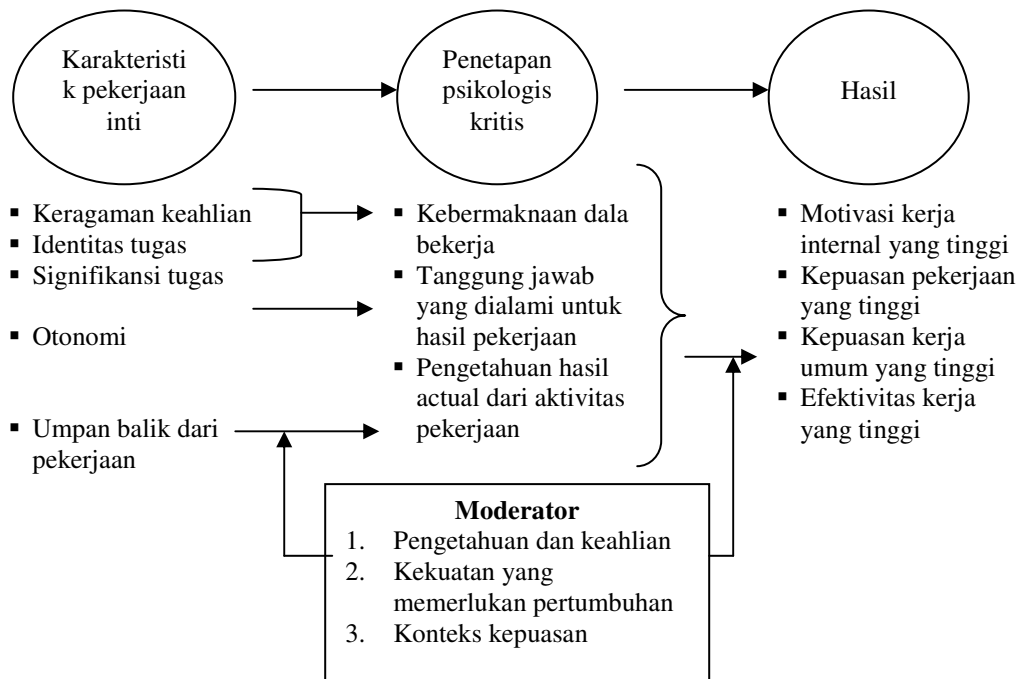 Karakteristi
k pekerjaan
inti
Penetapan
psikologis
kritis
Hasil
▪ Keragaman keahlian
▪ Identitas tugas
▪ Signifikansi tugas
▪ Otonomi
▪ Umpan balik dari
pekerjaan
▪ Kebermaknaan dala
bekerja
▪ Tanggung jawab
yang dialami untuk
hasil pekerjaan
▪ Pengetahuan hasil
actual dari aktivitas
pekerjaan
▪ Motivasi kerja
internal yang tinggi
▪ Kepuasan pekerjaan
yang tinggi
▪ Kepuasan kerja
umum yang tinggi
▪ Efektivitas kerja
yang tinggi
Moderator
1. Pengetahuan dan keahlian
2. Kekuatan yang
memerlukan pertumbuhan
3. Konteks kepuasan